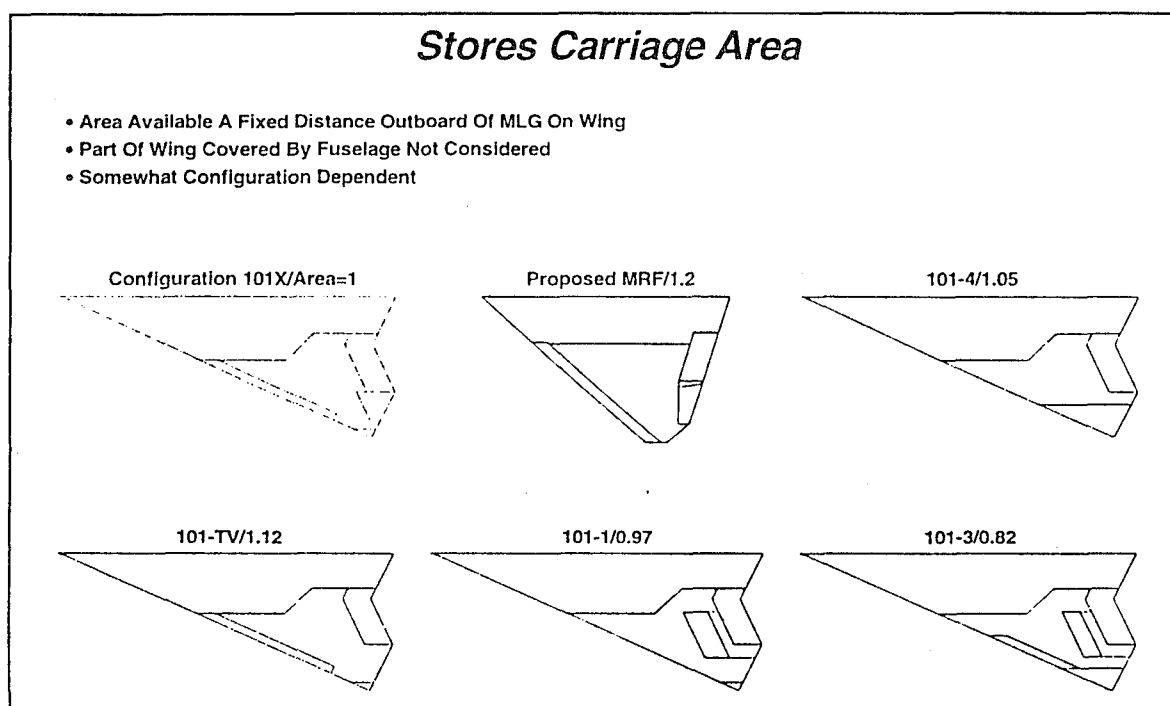 Stores Carriage Area
• Area Available A Fixed Distance Outboard Of MLG On Wing
• Part Of Wing Covered By Fuselage Not Considered
• Somewhat Configuration Dependent
Configuration 101X/Area=1
Proposed MRF/1.2
101-4/1.05
101-TV/1.12
101-1/0.97
101-3/0.82